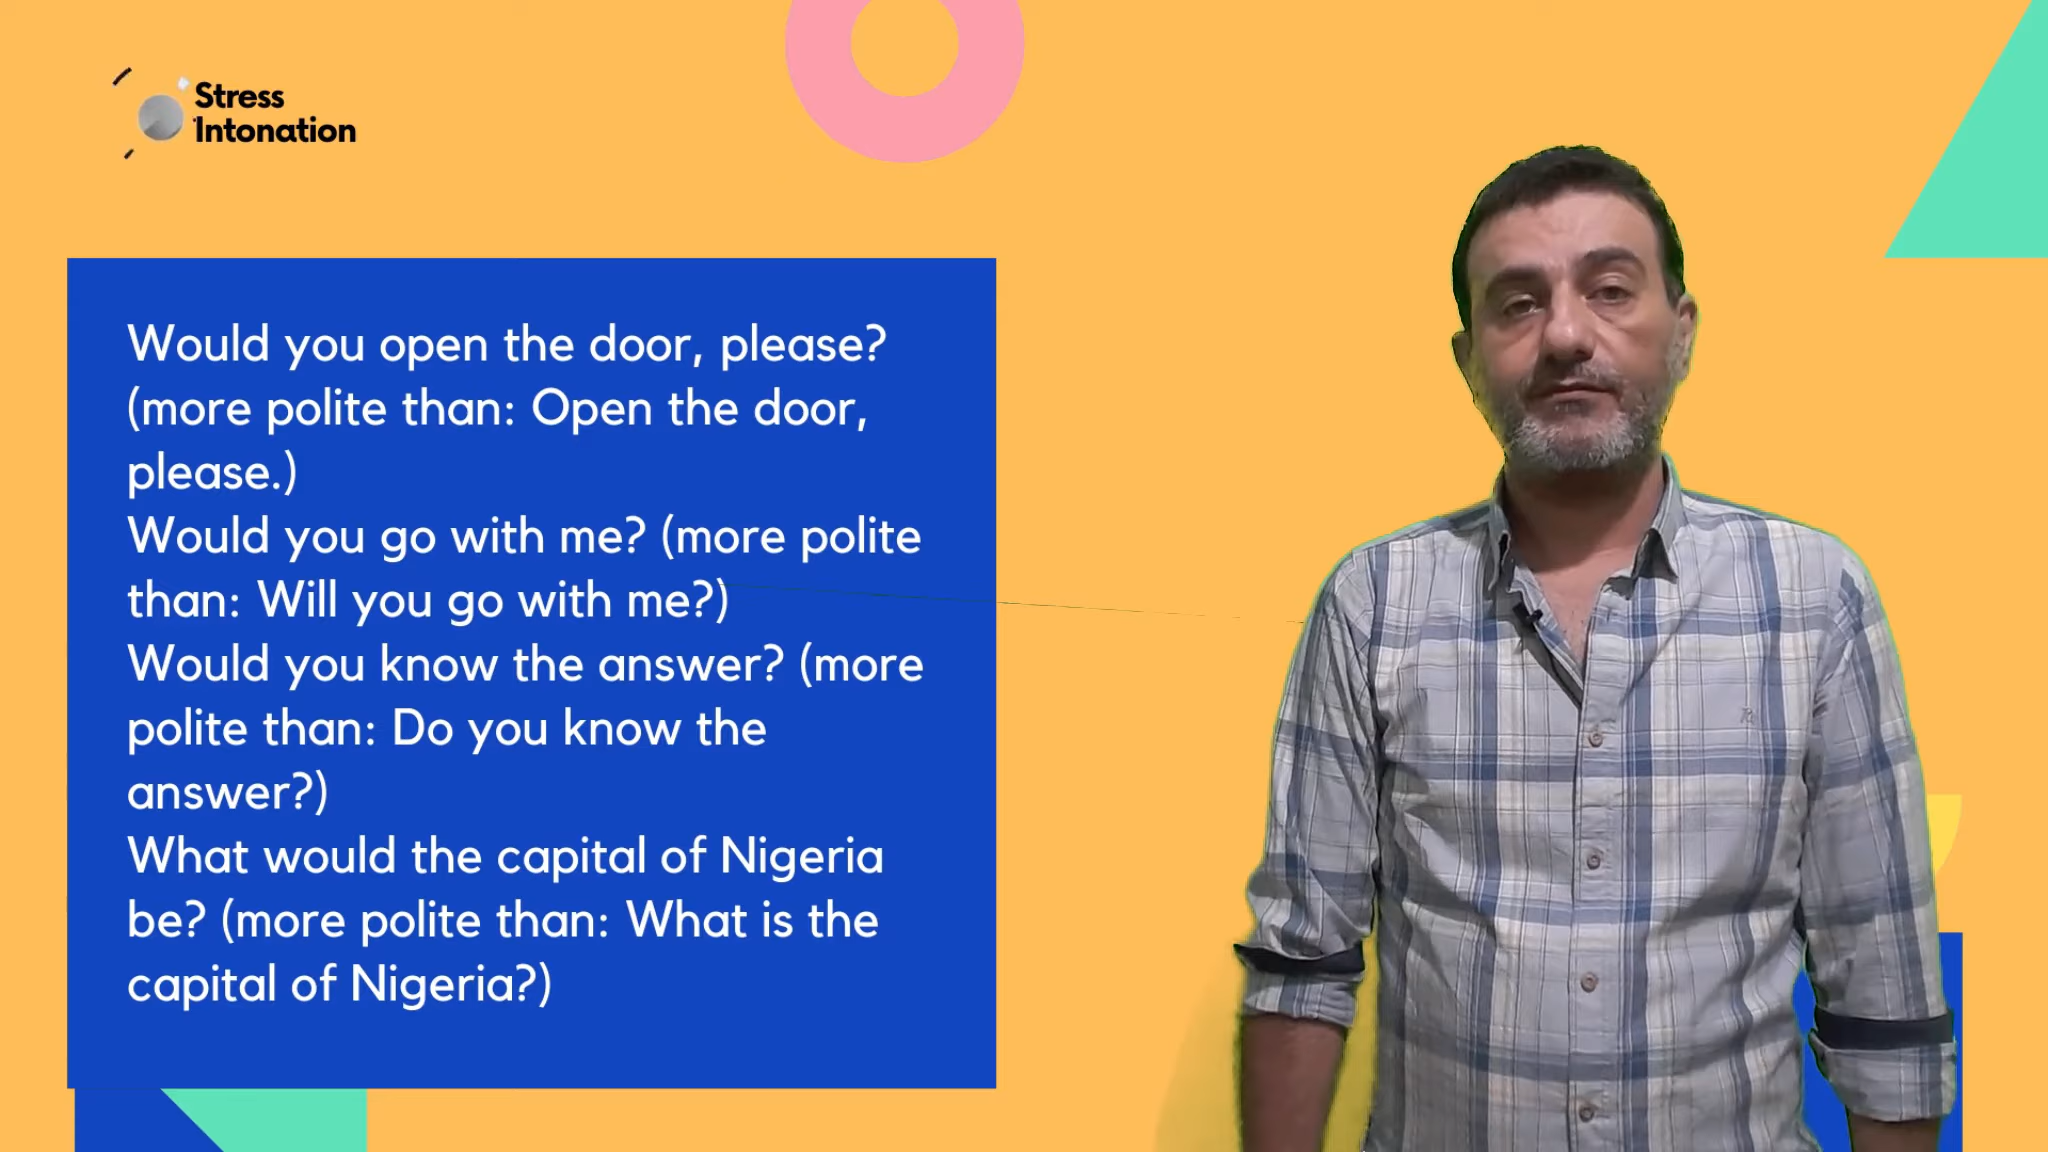 Stress
Intonation
Would you open the door, please?
(more polite than: Open the door,
please.)
Would you go with me? (more polite
than: Will you go with me?)
Would you know the answer? (more
polite than: Do you know the
answer?)
What would the capital of Nigeria
be? (more polite than: What is the
capital of Nigeria?)